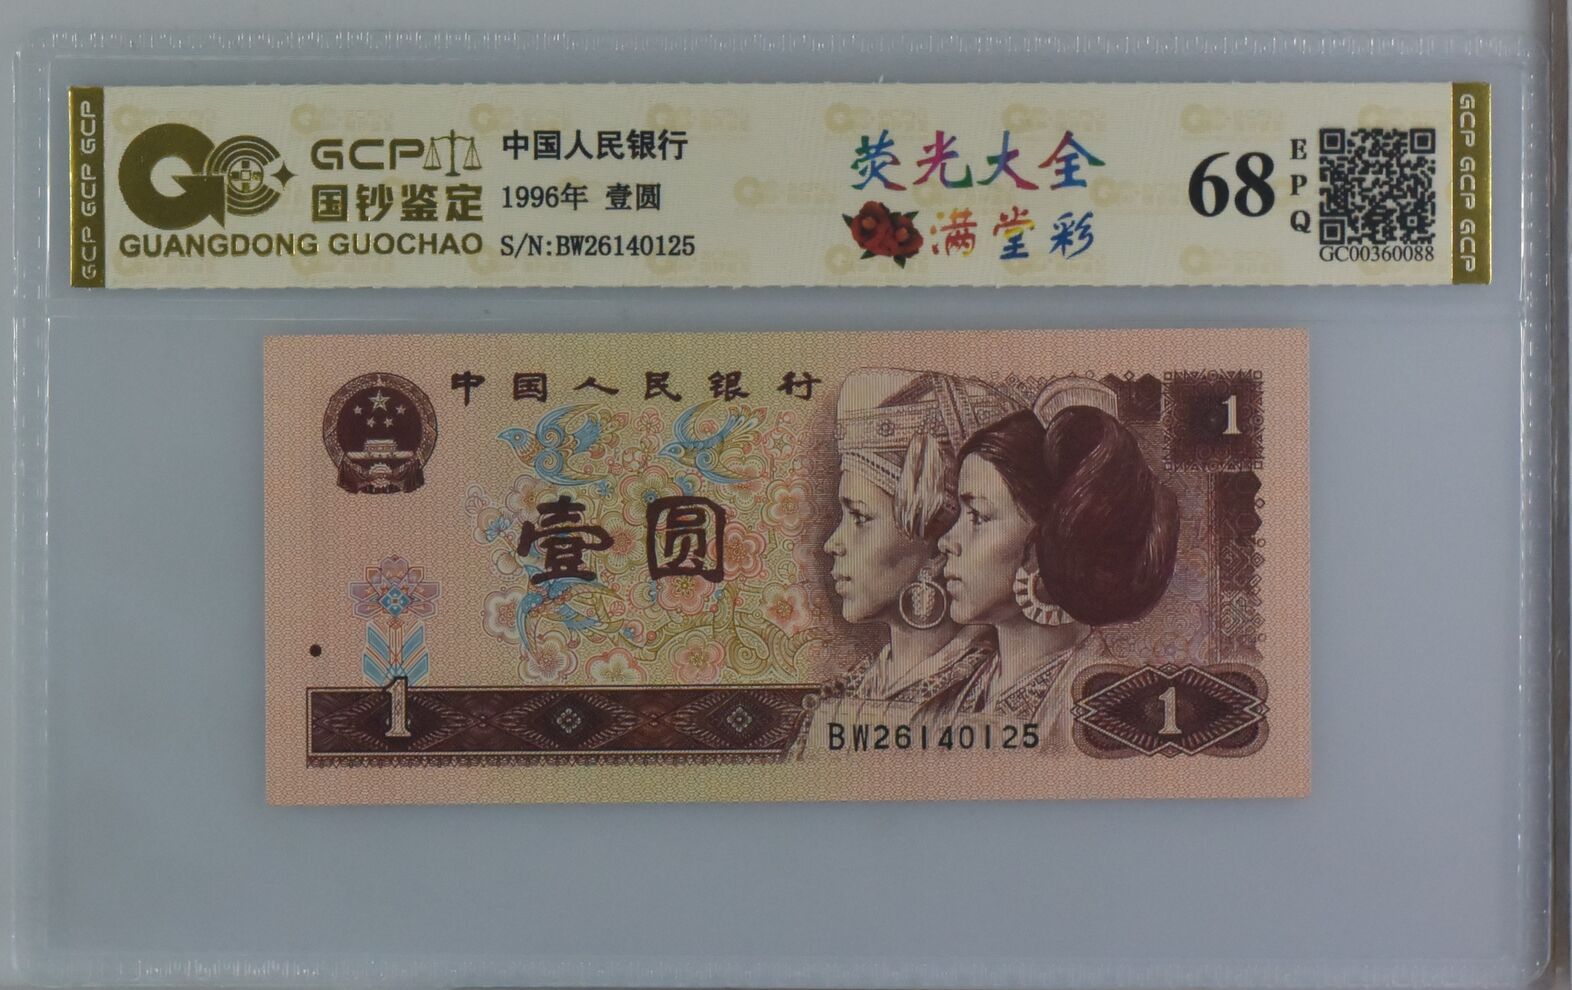 GCP GCP GCP
GCP
国钞鉴定
GUANGDONG GUOCHAO
中国人民银行
1996年 壹圆
S/N:BW26140125
荧光大全
满堂彩
68
EPQ
GC00360088
GCP GCP GCP
中国人民银行
1
壹圆
1
BW26140125
1